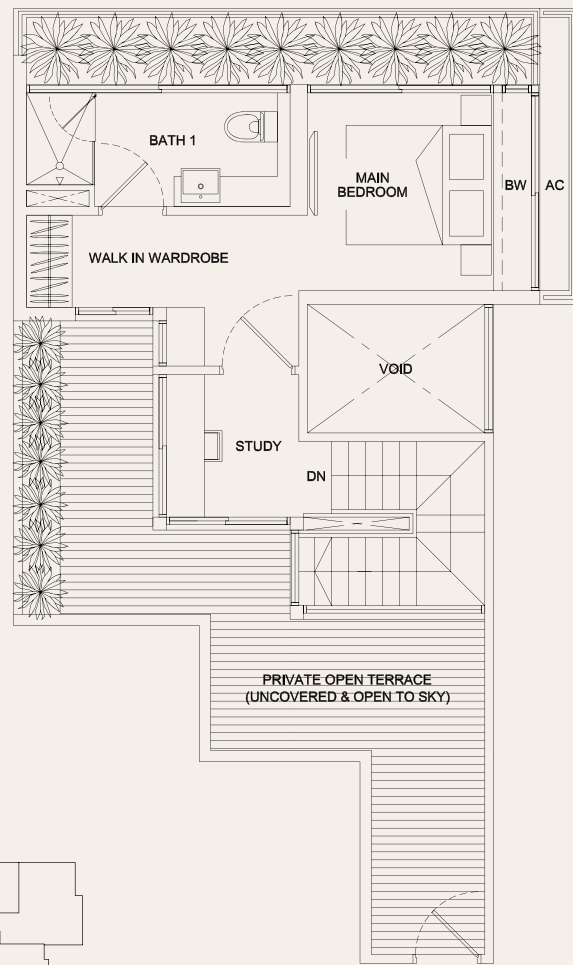 BATH 1
MAIN
BEDROOM
BW
AC
WALK IN WARDROBE
VOID
STUDY
DN
PRIVATE OPEN TERRACE
(UNCOVERED & OPEN TO SKY)